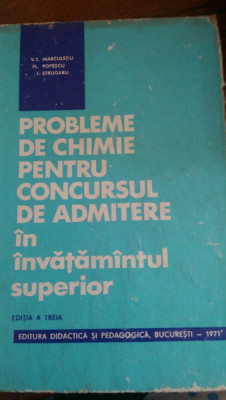 V.T. MARCULEȚIU
FL. POPESCU
I. STRUGARU
PROBLEME
DE CHIMIE
PENTRU
CONCURSUL
DE ADMITERE
în
învățămîntul
superior
EDIȚIA A TREIA
EDITURA DIDACTICĂ ȘI PEDAGOGICĂ, BUCUREȘTI – 1971